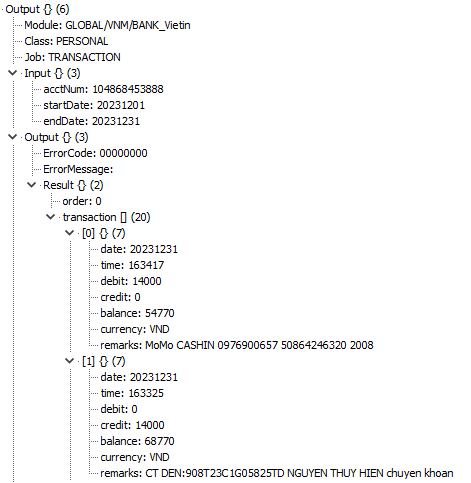 Output {} (6)
Module: GLOBAL/VNM/BANK_Vietin
Class: PERSONAL
Job: TRANSACTION
Input {} (3)
acctNum: 104868453888
startDate: 20231201
endDate: 20231231
Output {} (3)
ErrorCode: 00000000
ErrorMessage:
Result {} (2)
order: 0
transaction [] (20)
[0] {} (7)
date: 20231231
time: 163417
debit: 14000
credit: 0
balance: 54770
currency: VND
remarks: MoMo CASHIN 0976900657 50864246320 2008
[1] {} (7)
date: 20231231
time: 163325
debit: 0
credit: 14000
balance: 68770
currency: VND
remarks: CT DEN:908T23C1G05825TD NGUYEN THUY HIEN chuyen khoan